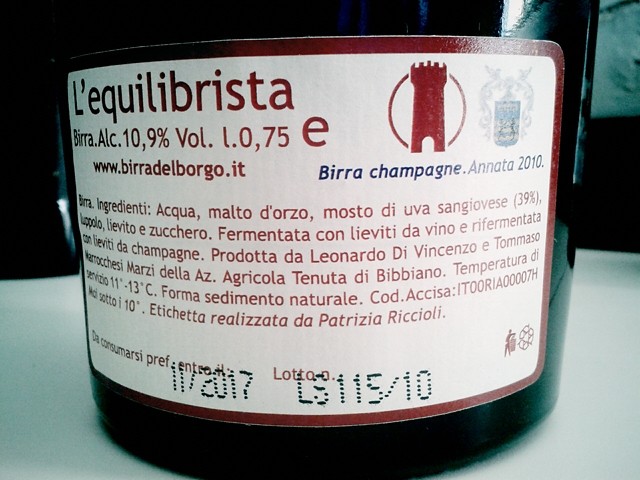 L'equilibrista
Birra.Alc.10,9% Vol. l.0,75 e
www.birradelborgo.it
Birra champagne.Annata 2010.
Birra. Ingredienti: Acqua, malto d'orzo, mosto di uva sangiovese (39%),
luppolo, lievito e zucchero. Fermentata con lieviti da vino e rifermentata
con lieviti da champagne. Prodotta da Leonardo Di Vincenzo e Tommaso
Marrocchesi Marzi della Az. Agricola Tenuta di Bibbiano. Temperatura di
servizio 11°-13°C. Forma sedimento naturale. Cod.Accisa:IT00RIA00007H
Mai sotto i 10°. Etichetta realizzata da Patrizia Riccioli.
Da consumarsi pref. entro il: 11/2017 Lotto n. LS115/10